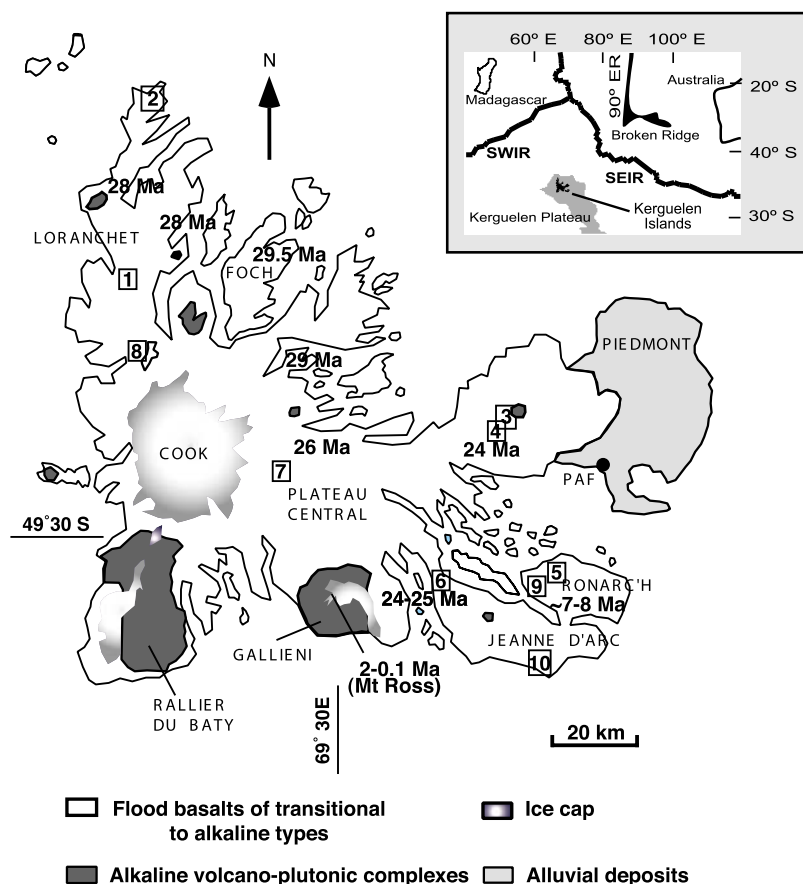 60° E 80° E 100° E
N
Madagascar
90° ER
Australia
20° S
Broken Ridge
40° S
SWIR
SEIR
Kerguelen Plateau
Kerguelen
Islands
30° S
2
28 Ma
28 Ma
LORANCHET
29.5 Ma
FOCH
1
8
29 Ma
PIEDMONT
3
4
24 Ma
COOK
26 Ma
7
PLATEAU
CENTRAL
PAF
49°30 S
6
5
9
RONARC'H
24-25 Ma
~7-8 Ma
JEANNE D'ARC
GALLIENI
10
2-0.1 Ma
(Mt Ross)
RALLIER
DU BATY
69° 30E
20 km
Flood basalts of transitional
to alkaline types
Ice cap
Alkaline volcano-plutonic complexes
Alluvial deposits